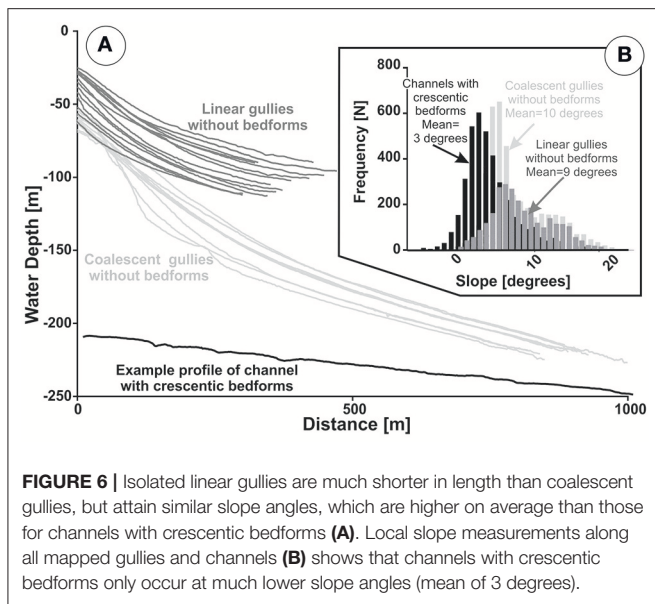 0
-50
-100
-150
-200
-250
Water Depth [m]
A
Linear gullies
without bedforms
Coalescent gullies
without bedforms
Example profile of channel
with crescentic bedforms
0
500
1000
Distance [m]
B
800
600
400
200
0
Frequency [N]
Channels with
crescentic
bedforms
Mean=
3 degrees
Coalescent gullies
without bedforms
Mean=10 degrees
Linear gullies
without bedforms
Mean=9 degrees
0
10
20
Slope [degrees]
FIGURE 6 | Isolated linear gullies are much shorter in length than coalescent
gullies, but attain similar slope angles, which are higher on average than those
for channels with crescentic bedforms (A). Local slope measurements along
all mapped gullies and channels (B) shows that channels with crescentic
bedforms only occur at much lower slope angles (mean of 3 degrees).